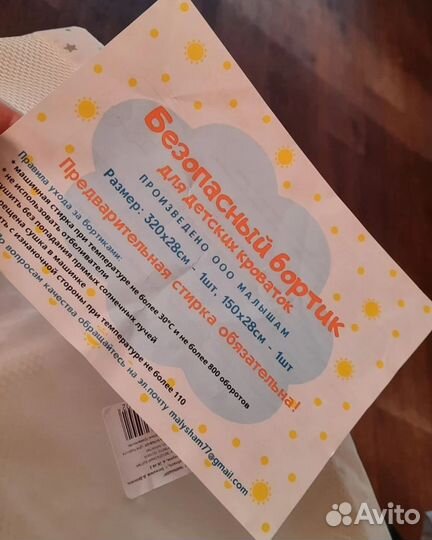 Безопасный бортик
для детских кроваток
ПРОИЗВЕДЕНО ООО МАЛЫШАМ
Размер: 320х28см - 1шт, 150х28см - 1шт
Предварительная стирка обязательна!
Правила ухода за бортиками:
• машинная стирка при температуре не более 30°С и не более 800 оборотов
• не использовать отбеливатели
сушить без попадания прямых солнечных лучей
сушка в машинке
с изнаночной стороны при температуре не более 110
По вопросам качества обращайтесь на эл.почту malysham77@gmail.com
Avito